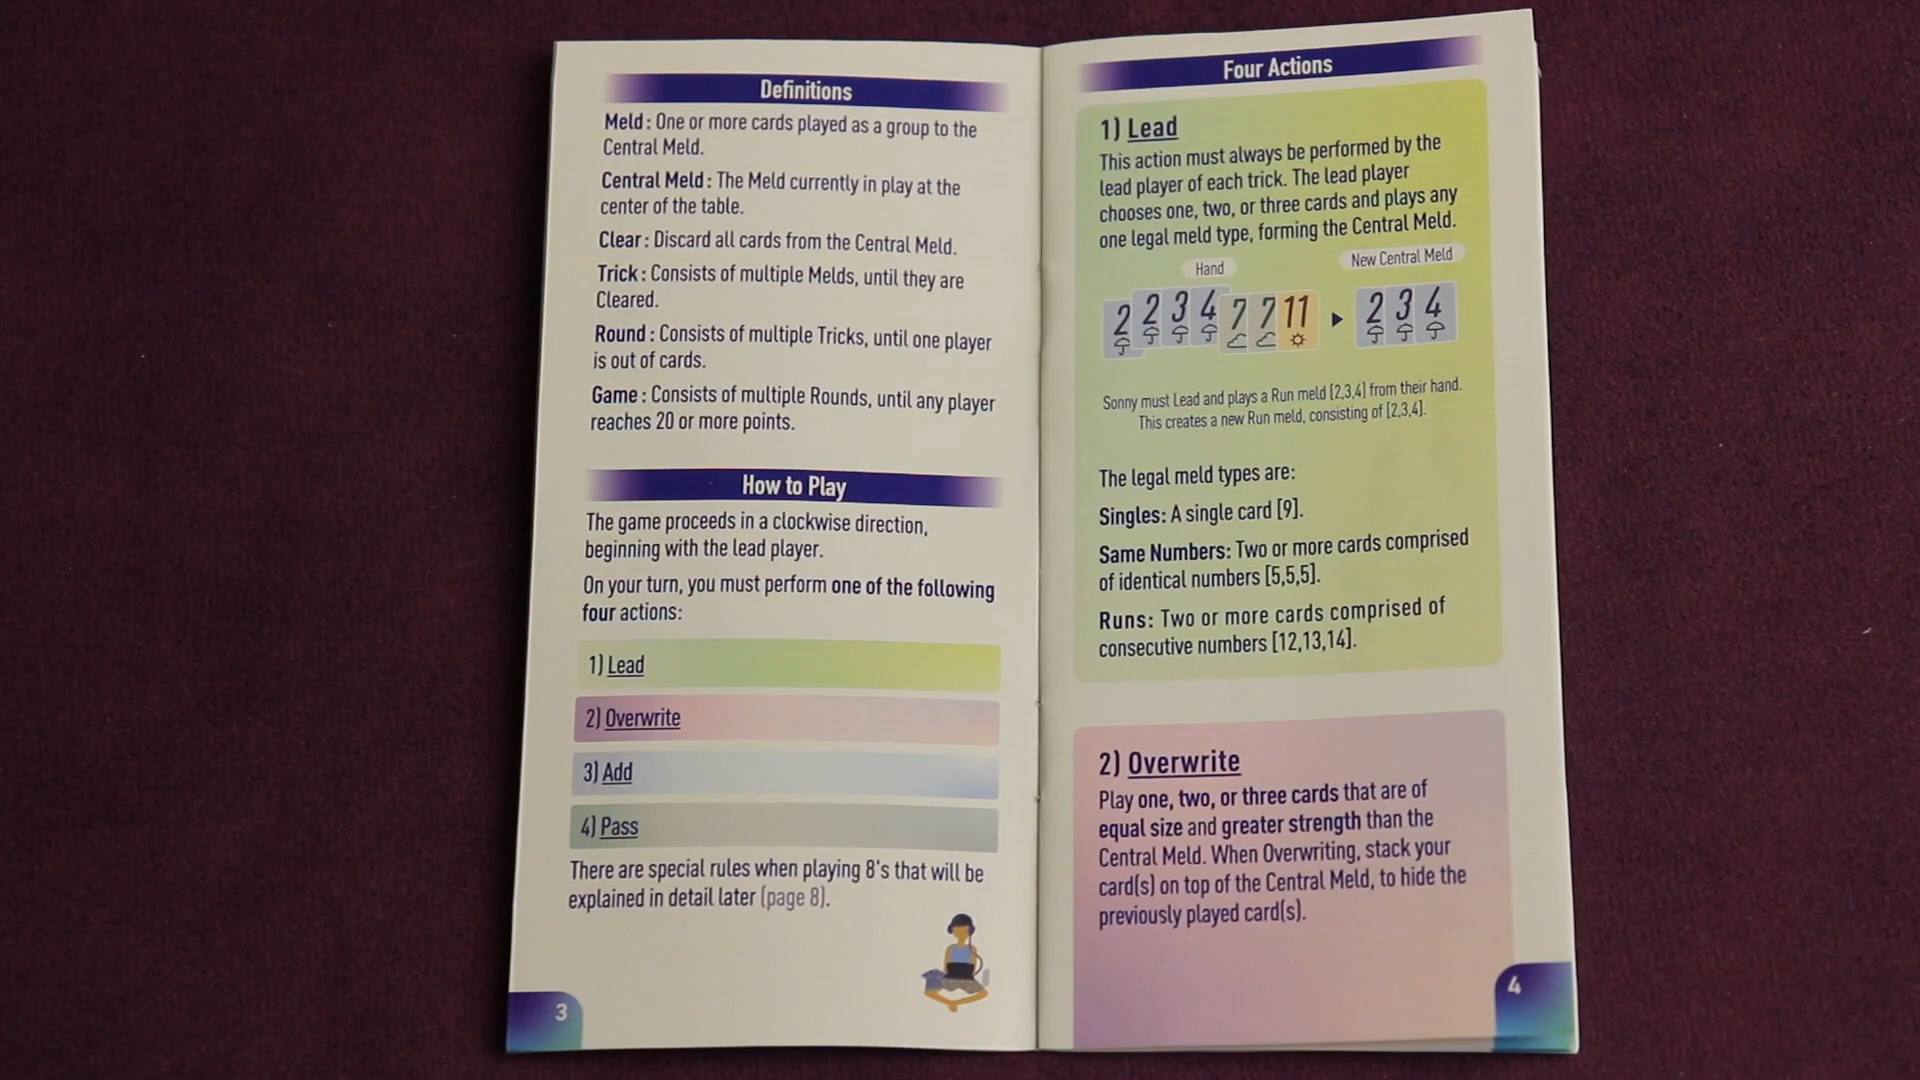 Definitions
Meld : One or more cards played as a group to the
Central Meld.
Central Meld : The Meld currently in play at the
center of the table.
Clear : Discard all cards from the Central Meld.
Trick : Consists of multiple Melds, until they are
Cleared.
Round : Consists of multiple Tricks, until one player
is out of cards.
Game : Consists of multiple Rounds, until any player
reaches 20 or more points.
How to Play
The game proceeds in a clockwise direction,
beginning with the lead player.
On your turn, you must perform one of the following
four actions:
1) Lead
2) Overwrite
3) Add
4) Pass
There are special rules when playing 8's that will be
explained in detail later (page 8).
3
Four Actions
1) Lead
This action must always be performed by the
lead player of each trick. The lead player
chooses one, two, or three cards and plays any
one legal meld type, forming the Central Meld.
Hand
New Central Meld
2 2 3 4 7 7 11
2 3 4
Sonny must Lead and plays a Run meld [2,3,4] from their hand.
This creates a new Run meld, consisting of [2,3,4].
The legal meld types are:
Singles: A single card [9].
Same Numbers: Two or more cards comprised
of identical numbers [5,5,5].
Runs: Two or more cards comprised of
consecutive numbers [12,13,14].
2) Overwrite
Play one, two, or three cards that are of
equal size and greater strength than the
Central Meld. When Overwriting, stack your
card(s) on top of the Central Meld, to hide the
previously played card(s).
4